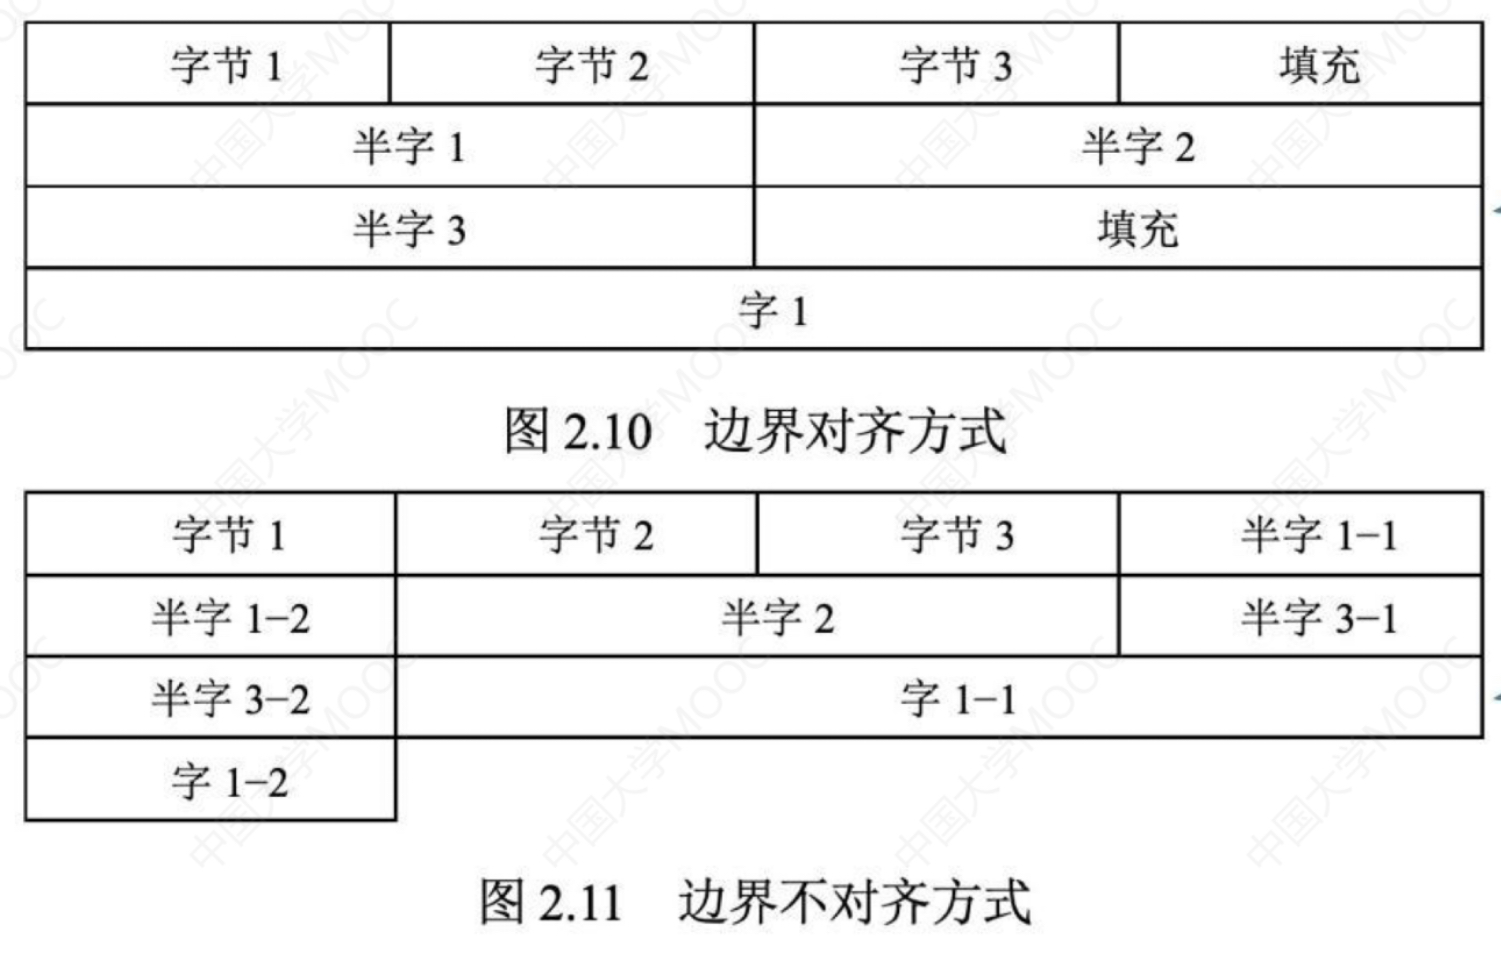 字节 1 字节 2 字节 3 填充
半字 1 半字 2
半字 3 填充
字 1
图 2.10 边界对齐方式
字节 1 字节 2 字节 3 半字 1-1
半字 1-2 半字 2 半字 3-1
半字 3-2 字 1-1
字 1-2
图 2.11 边界不对齐方式
中国大学MOOC